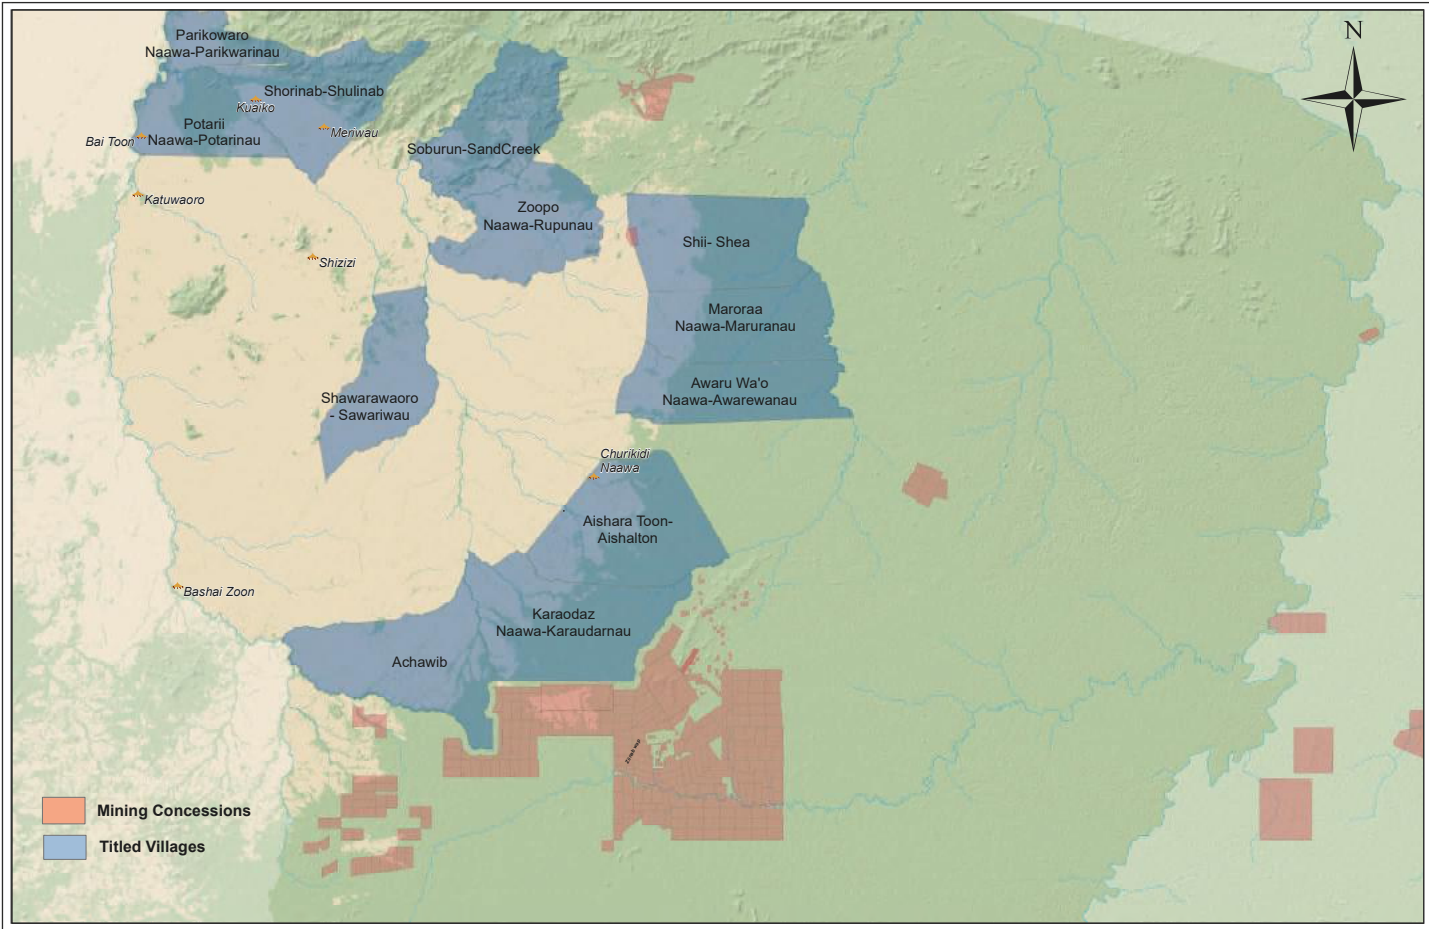 Parikowaro
Naawa-Parikwarinau
N
Shorinab-Shulinab
Kuaiko
Potarii
Naawa-Potarinau
Meriwau
Bai Toon
Soburun-SandCreek
Katuwaoro
Zoopo
Naawa-Rupunau
Shii- Shea
Shizizi
Maroraa
Naawa-Maruranau
Awaru Wa'o
Naawa-Awarewanau
Shawarawaoro
- Sawariwau
Churikidi
Naawa
Aishara Toon-
Aishalton
Bashai Zoon
Karaodaz
Naawa-Karaudarnau
Achawib
Mining Concessions
Titled Villages